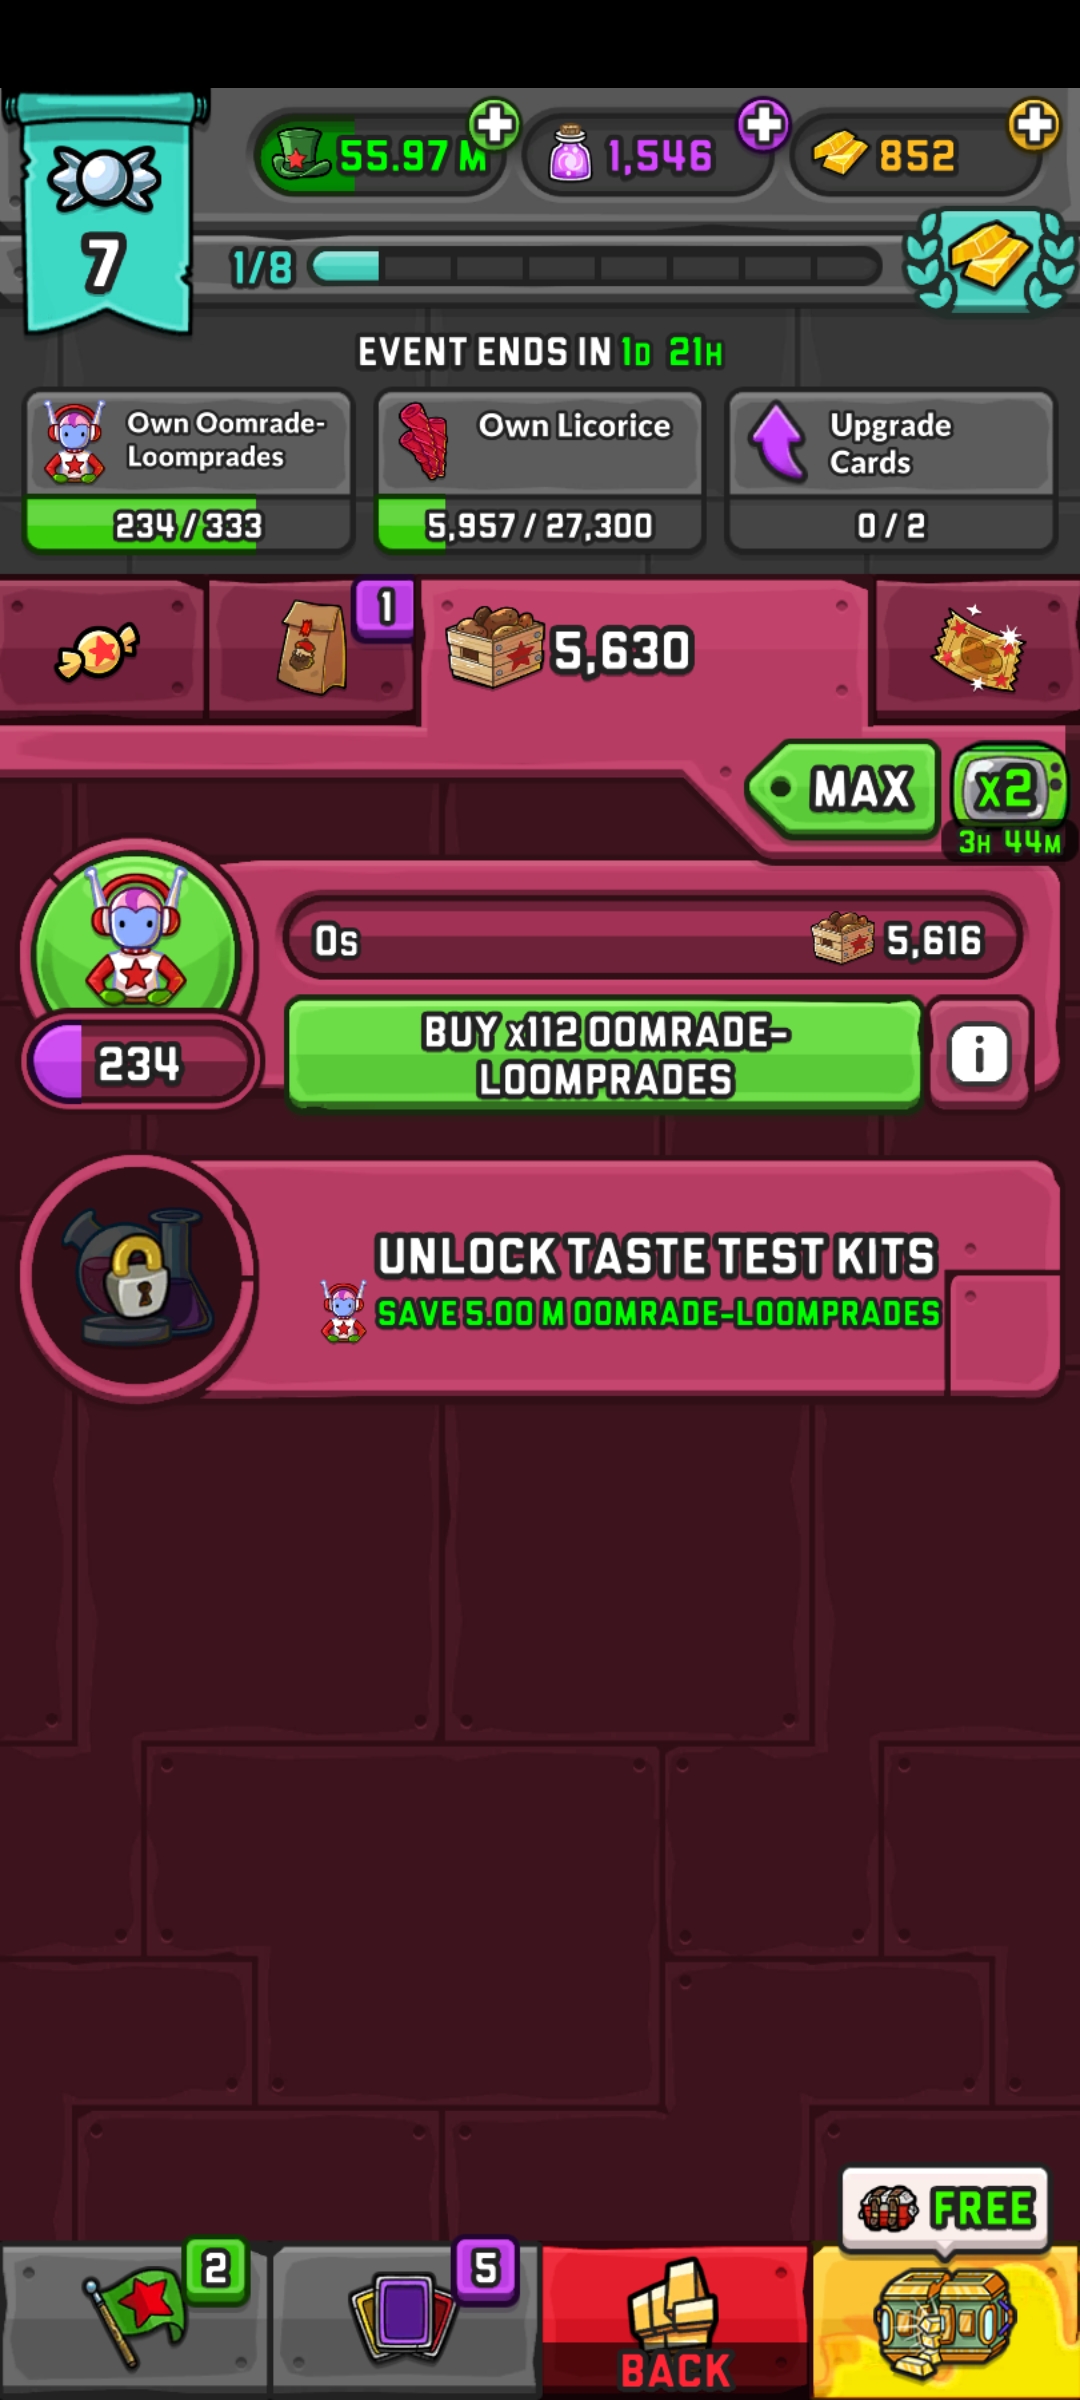 55.97 M
1,546
852
7
1/8
EVENT ENDS IN 1D 21H
Own Oomrade-
Loomprades
234 / 333
Own Licorice
5,957 / 27,300
Upgrade
Cards
0 / 2
1
5,630
MAX
x2
3H 44M
0s
5,616
234
BUY x112 OOMRADE-
LOOMPRADES
i
UNLOCK TASTE TEST KITS
SAVE 5.00 M OOMRADE-LOOMPRADES
FREE
2
5
BACK